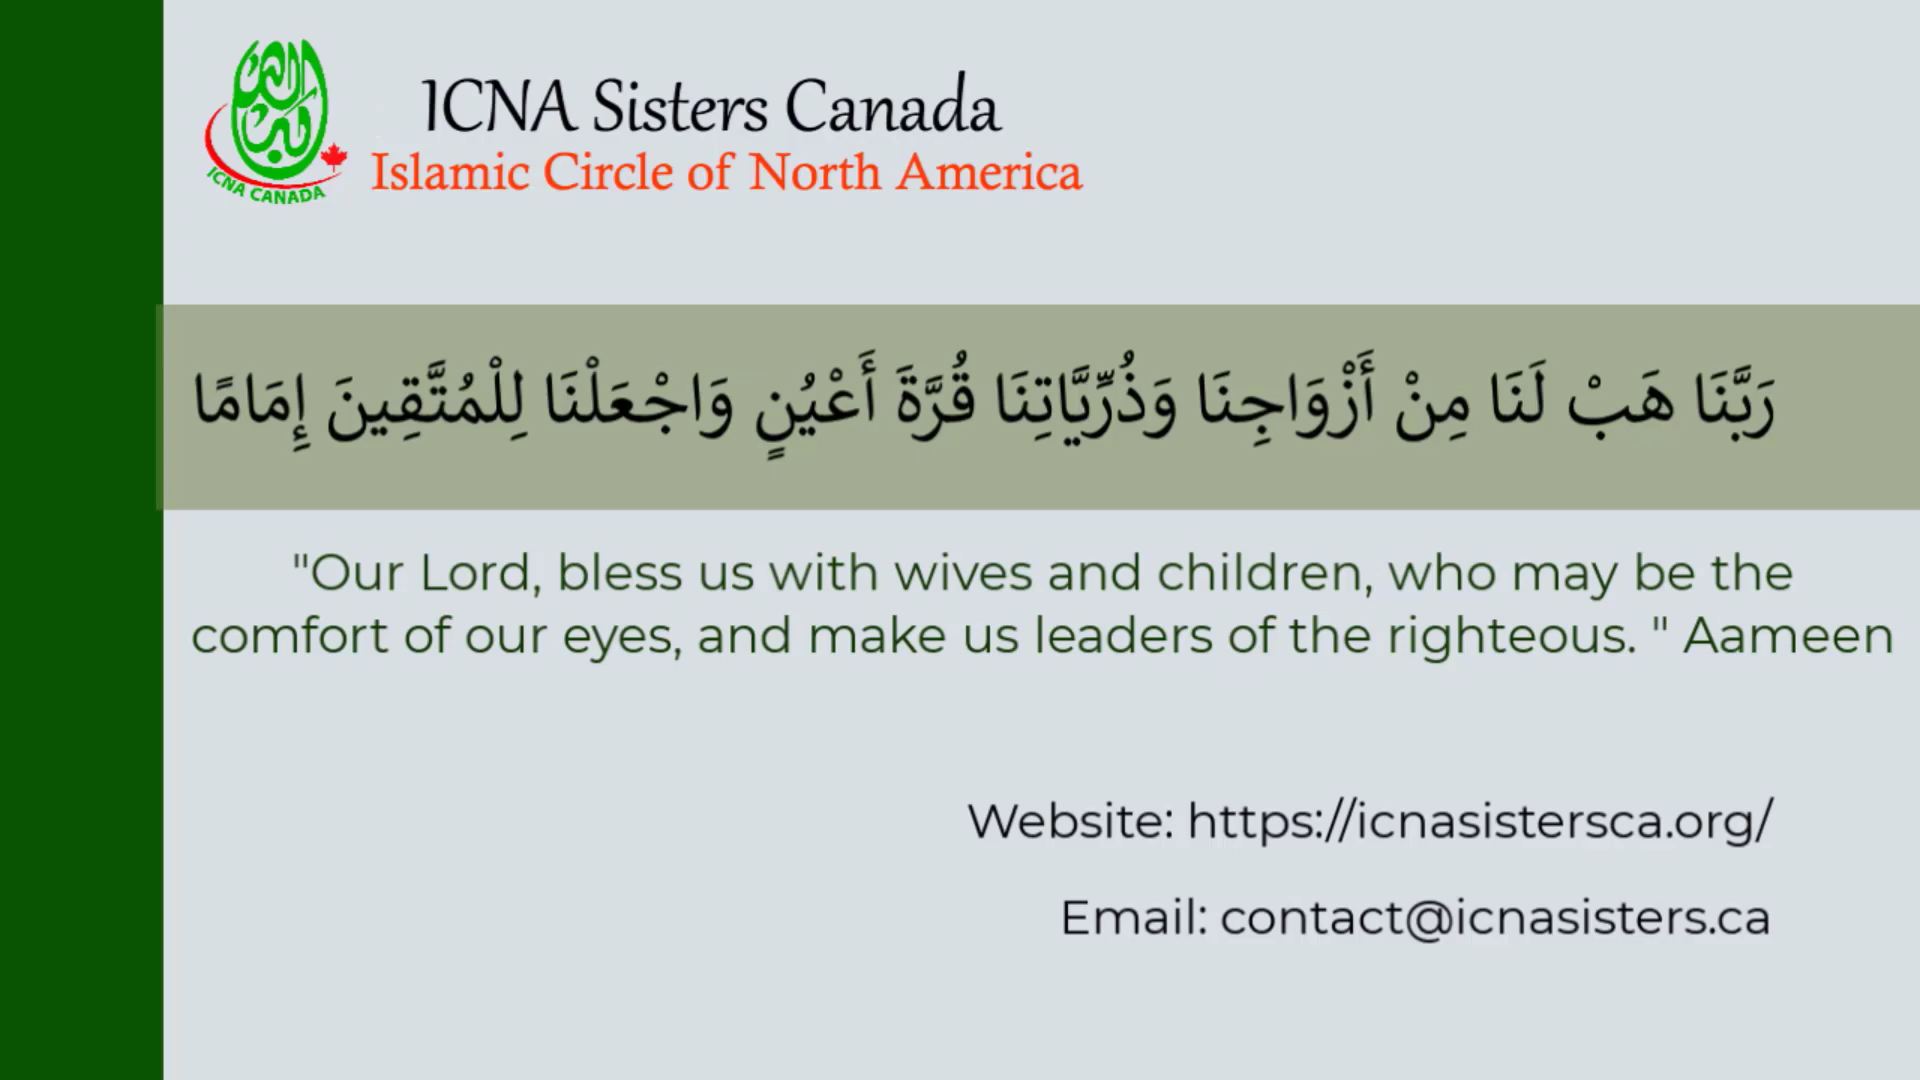 ICNA CANADA
ICNA Sisters Canada
Islamic Circle of North America
رَبَّنَا هَبْ لَنَا مِنْ أَزْوَاجِنَا وَذُرِّيَّاتِنَا قُرَّةَ أَعْيُنٍ وَاجْعَلْنَا لِلْمُتَّقِينَ إِمَامًا
"Our Lord, bless us with wives and children, who may be the
comfort of our eyes, and make us leaders of the righteous. " Aameen
Website: https://icnasistersca.org/
Email: contact@icnasisters.ca